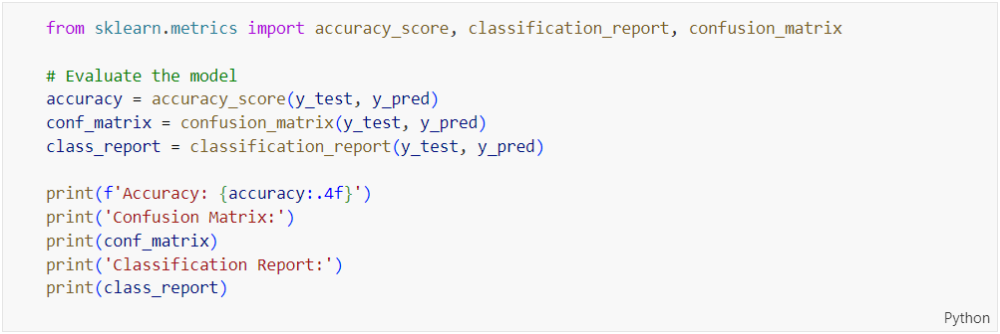 from sklearn.metrics import accuracy_score, classification_report, confusion_matrix
# Evaluate the model
accuracy = accuracy_score(y_test, y_pred)
conf_matrix = confusion_matrix(y_test, y_pred)
class_report = classification_report(y_test, y_pred)
print(f'Accuracy: {accuracy:.4f}')
print('Confusion Matrix:')
print(conf_matrix)
print('Classification Report:')
print(class_report)
Python